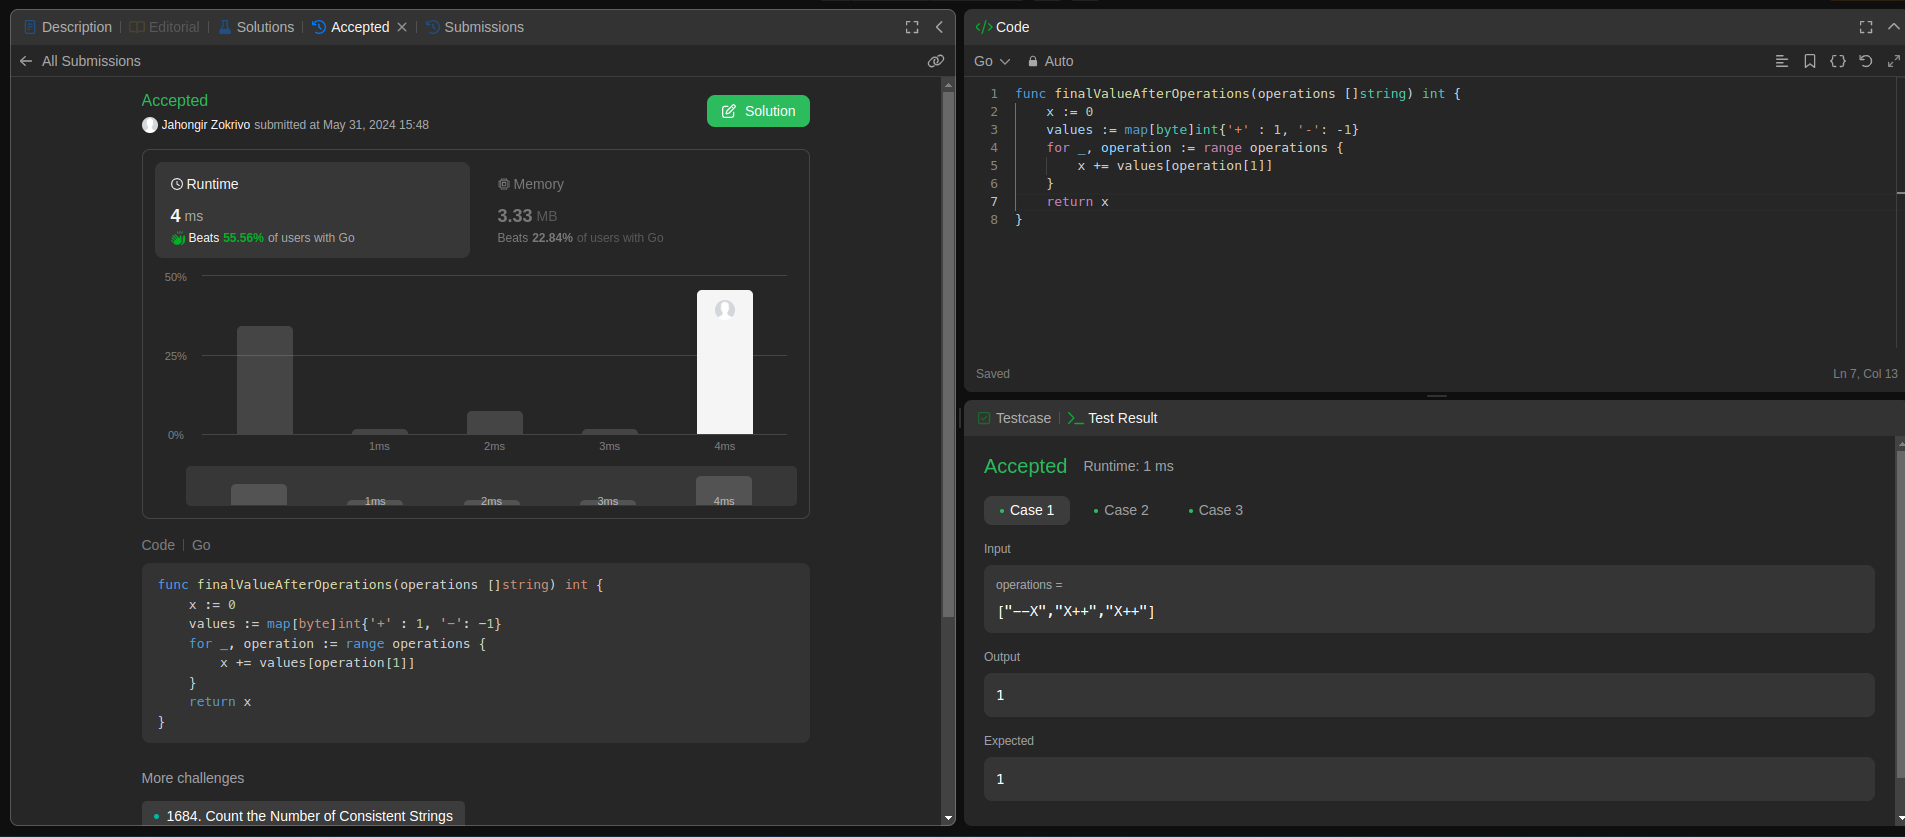 Description | Editorial | Solutions | Accepted | Submissions
All Submissions
Accepted
Jahongir Zokrivo submitted at May 31, 2024 15:48
Solution
Runtime
4 ms
Beats 55.56% of users with Go
Memory
3.33 MB
Beats 22.84% of users with Go
50%
25%
0%
1ms 2ms 3ms 4ms
1ms 2ms 3ms 4ms
Code | Go
func finalValueAfterOperations(operations []string) int {
    x := 0
    values := map[byte]int{'+' : 1, '-': -1}
    for _, operation := range operations {
        x += values[operation[1]]
    }
    return x
}
More challenges
1684. Count the Number of Consistent Strings
</> Code
Go Auto
1 func finalValueAfterOperations(operations []string) int {
2     x := 0
3     values := map[byte]int{'+' : 1, '-': -1}
4     for _, operation := range operations {
5         x += values[operation[1]]
6     }
7     return x
8 }
Saved
Ln 7, Col 13
Testcase | >_ Test Result
Accepted Runtime: 1 ms
Case 1 Case 2 Case 3
Input
operations =
["--X","X++","X++"]
Output
1
Expected
1